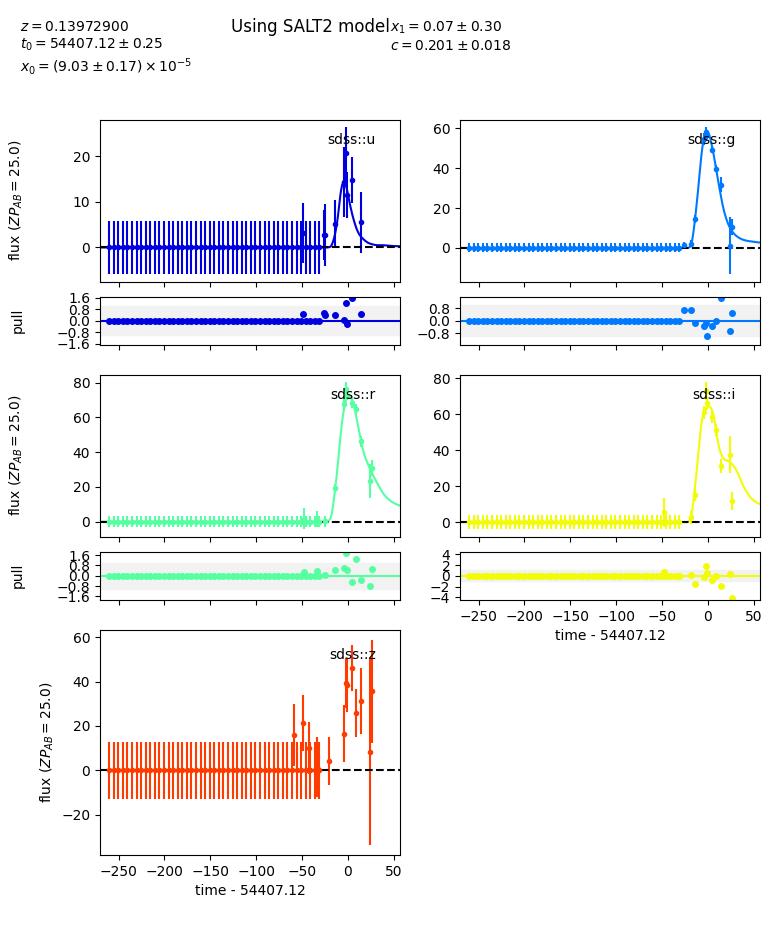 z = 0.13972900
Using SALT2 model
x₁ = 0.07 ± 0.30
t₀ = 54407.12 ± 0.25
c = 0.201 ± 0.018
x₀ = (9.03 ± 0.17) × 10⁻⁵
sdss::u
20
10
0
flux (ZP_AB = 25.0)
sdss::g
60
40
20
0
1.6
0.8
0.0
−0.8
−1.6
pull
0.8
0.0
−0.8
sdss::r
80
60
40
20
0
flux (ZP_AB = 25.0)
sdss::i
80
60
40
20
0
1.6
0.8
0.0
−0.8
−1.6
pull
4
2
0
−2
−4
−250 −200 −150 −100 −50 0 50
time - 54407.12
sdss::z
60
40
20
0
−20
flux (ZP_AB = 25.0)
−250 −200 −150 −100 −50 0 50
time - 54407.12